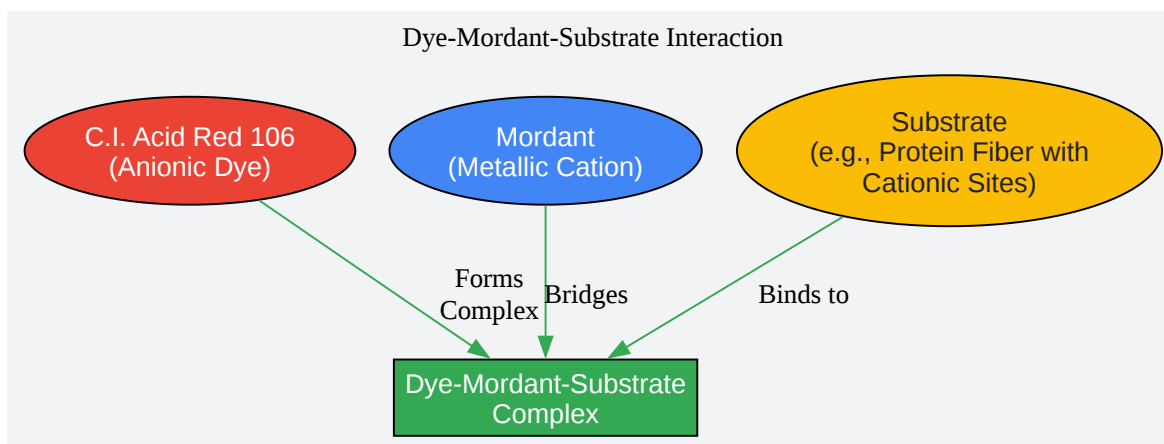 Dye-Mordant-Substrate Interaction
C.I. Acid Red 106
(Anionic Dye)
Mordant
(Metallic Cation)
Substrate
(e.g., Protein Fiber with
Cationic Sites)
Forms
Complex
Bridges
Binds to
Dye-Mordant-Substrate
Complex